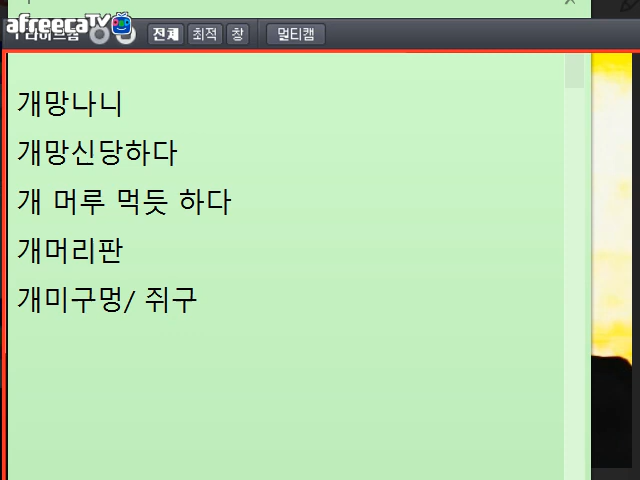 afreecaTV
전체 최적 창 멀티캠
개망나니
개망신당하다
개 머루 먹듯 하다
개머리판
개미구멍/ 쥐구